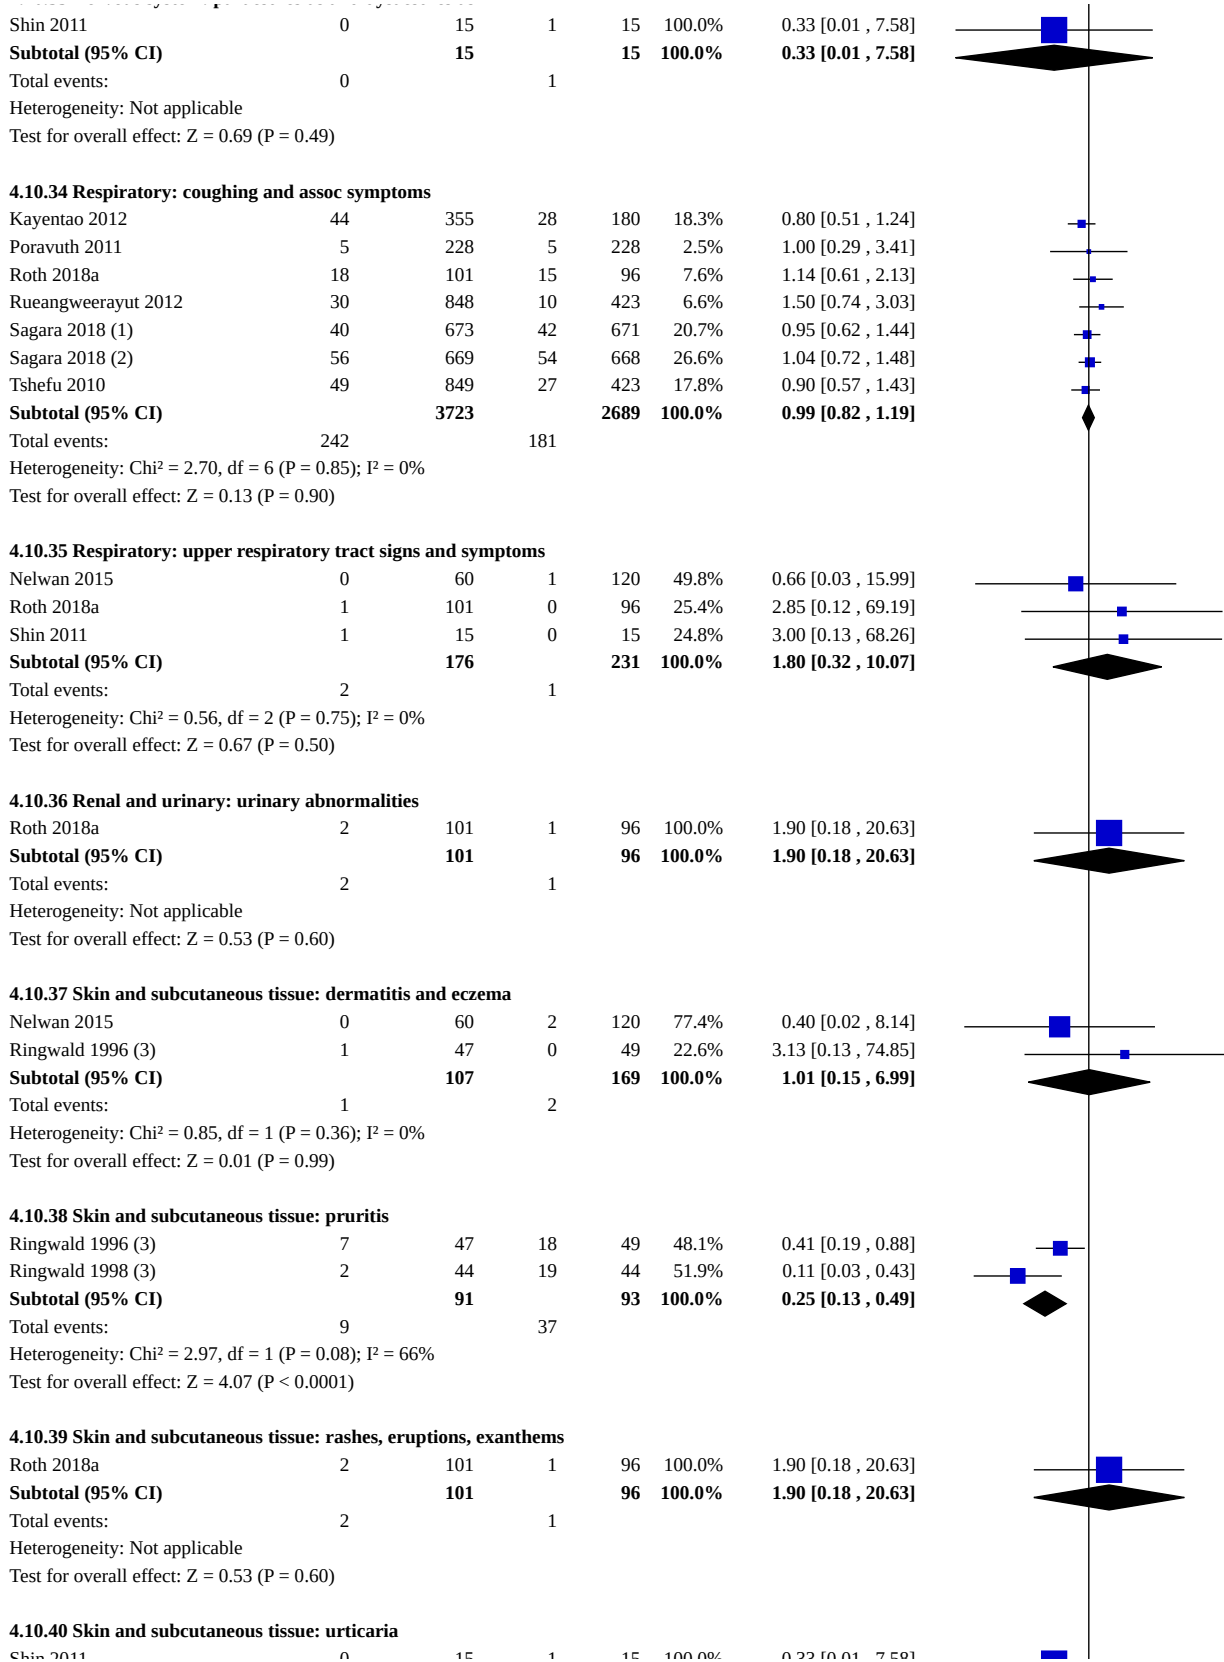 Shin 2011 0 15 1 15 100.0% 0.33 [0.01 , 7.58]
Subtotal (95% CI) 15 15 100.0% 0.33 [0.01 , 7.58]
Total events: 0 1
Heterogeneity: Not applicable
Test for overall effect: Z = 0.69 (P = 0.49)
4.10.34 Respiratory: coughing and assoc symptoms
Kayentao 2012 44 355 28 180 18.3% 0.80 [0.51 , 1.24]
Poravuth 2011 5 228 5 228 2.5% 1.00 [0.29 , 3.41]
Roth 2018a 18 101 15 96 7.6% 1.14 [0.61 , 2.13]
Rueangweerayut 2012 30 848 10 423 6.6% 1.50 [0.74 , 3.03]
Sagara 2018 (1) 40 673 42 671 20.7% 0.95 [0.62 , 1.44]
Sagara 2018 (2) 56 669 54 668 26.6% 1.04 [0.72 , 1.48]
Tshefu 2010 49 849 27 423 17.8% 0.90 [0.57 , 1.43]
Subtotal (95% CI) 3723 2689 100.0% 0.99 [0.82 , 1.19]
Total events: 242 181
Heterogeneity: Chi² = 2.70, df = 6 (P = 0.85); I² = 0%
Test for overall effect: Z = 0.13 (P = 0.90)
4.10.35 Respiratory: upper respiratory tract signs and symptoms
Nelwan 2015 0 60 1 120 49.8% 0.66 [0.03 , 15.99]
Roth 2018a 1 101 0 96 25.4% 2.85 [0.12 , 69.19]
Shin 2011 1 15 0 15 24.8% 3.00 [0.13 , 68.26]
Subtotal (95% CI) 176 231 100.0% 1.80 [0.32 , 10.07]
Total events: 2 1
Heterogeneity: Chi² = 0.56, df = 2 (P = 0.75); I² = 0%
Test for overall effect: Z = 0.67 (P = 0.50)
4.10.36 Renal and urinary: urinary abnormalities
Roth 2018a 2 101 1 96 100.0% 1.90 [0.18 , 20.63]
Subtotal (95% CI) 101 96 100.0% 1.90 [0.18 , 20.63]
Total events: 2 1
Heterogeneity: Not applicable
Test for overall effect: Z = 0.53 (P = 0.60)
4.10.37 Skin and subcutaneous tissue: dermatitis and eczema
Nelwan 2015 0 60 2 120 77.4% 0.40 [0.02 , 8.14]
Ringwald 1996 (3) 1 47 0 49 22.6% 3.13 [0.13 , 74.85]
Subtotal (95% CI) 107 169 100.0% 1.01 [0.15 , 6.99]
Total events: 1 2
Heterogeneity: Chi² = 0.85, df = 1 (P = 0.36); I² = 0%
Test for overall effect: Z = 0.01 (P = 0.99)
4.10.38 Skin and subcutaneous tissue: pruritis
Ringwald 1996 (3) 7 47 18 49 48.1% 0.41 [0.19 , 0.88]
Ringwald 1998 (3) 2 44 19 44 51.9% 0.11 [0.03 , 0.43]
Subtotal (95% CI) 91 93 100.0% 0.25 [0.13 , 0.49]
Total events: 9 37
Heterogeneity: Chi² = 2.97, df = 1 (P = 0.08); I² = 66%
Test for overall effect: Z = 4.07 (P < 0.0001)
4.10.39 Skin and subcutaneous tissue: rashes, eruptions, exanthems
Roth 2018a 2 101 1 96 100.0% 1.90 [0.18 , 20.63]
Subtotal (95% CI) 101 96 100.0% 1.90 [0.18 , 20.63]
Total events: 2 1
Heterogeneity: Not applicable
Test for overall effect: Z = 0.53 (P = 0.60)
4.10.40 Skin and subcutaneous tissue: urticaria
Shin 2011 0 15 1 15 100.0% 0.33 [0.01 , 7.58]